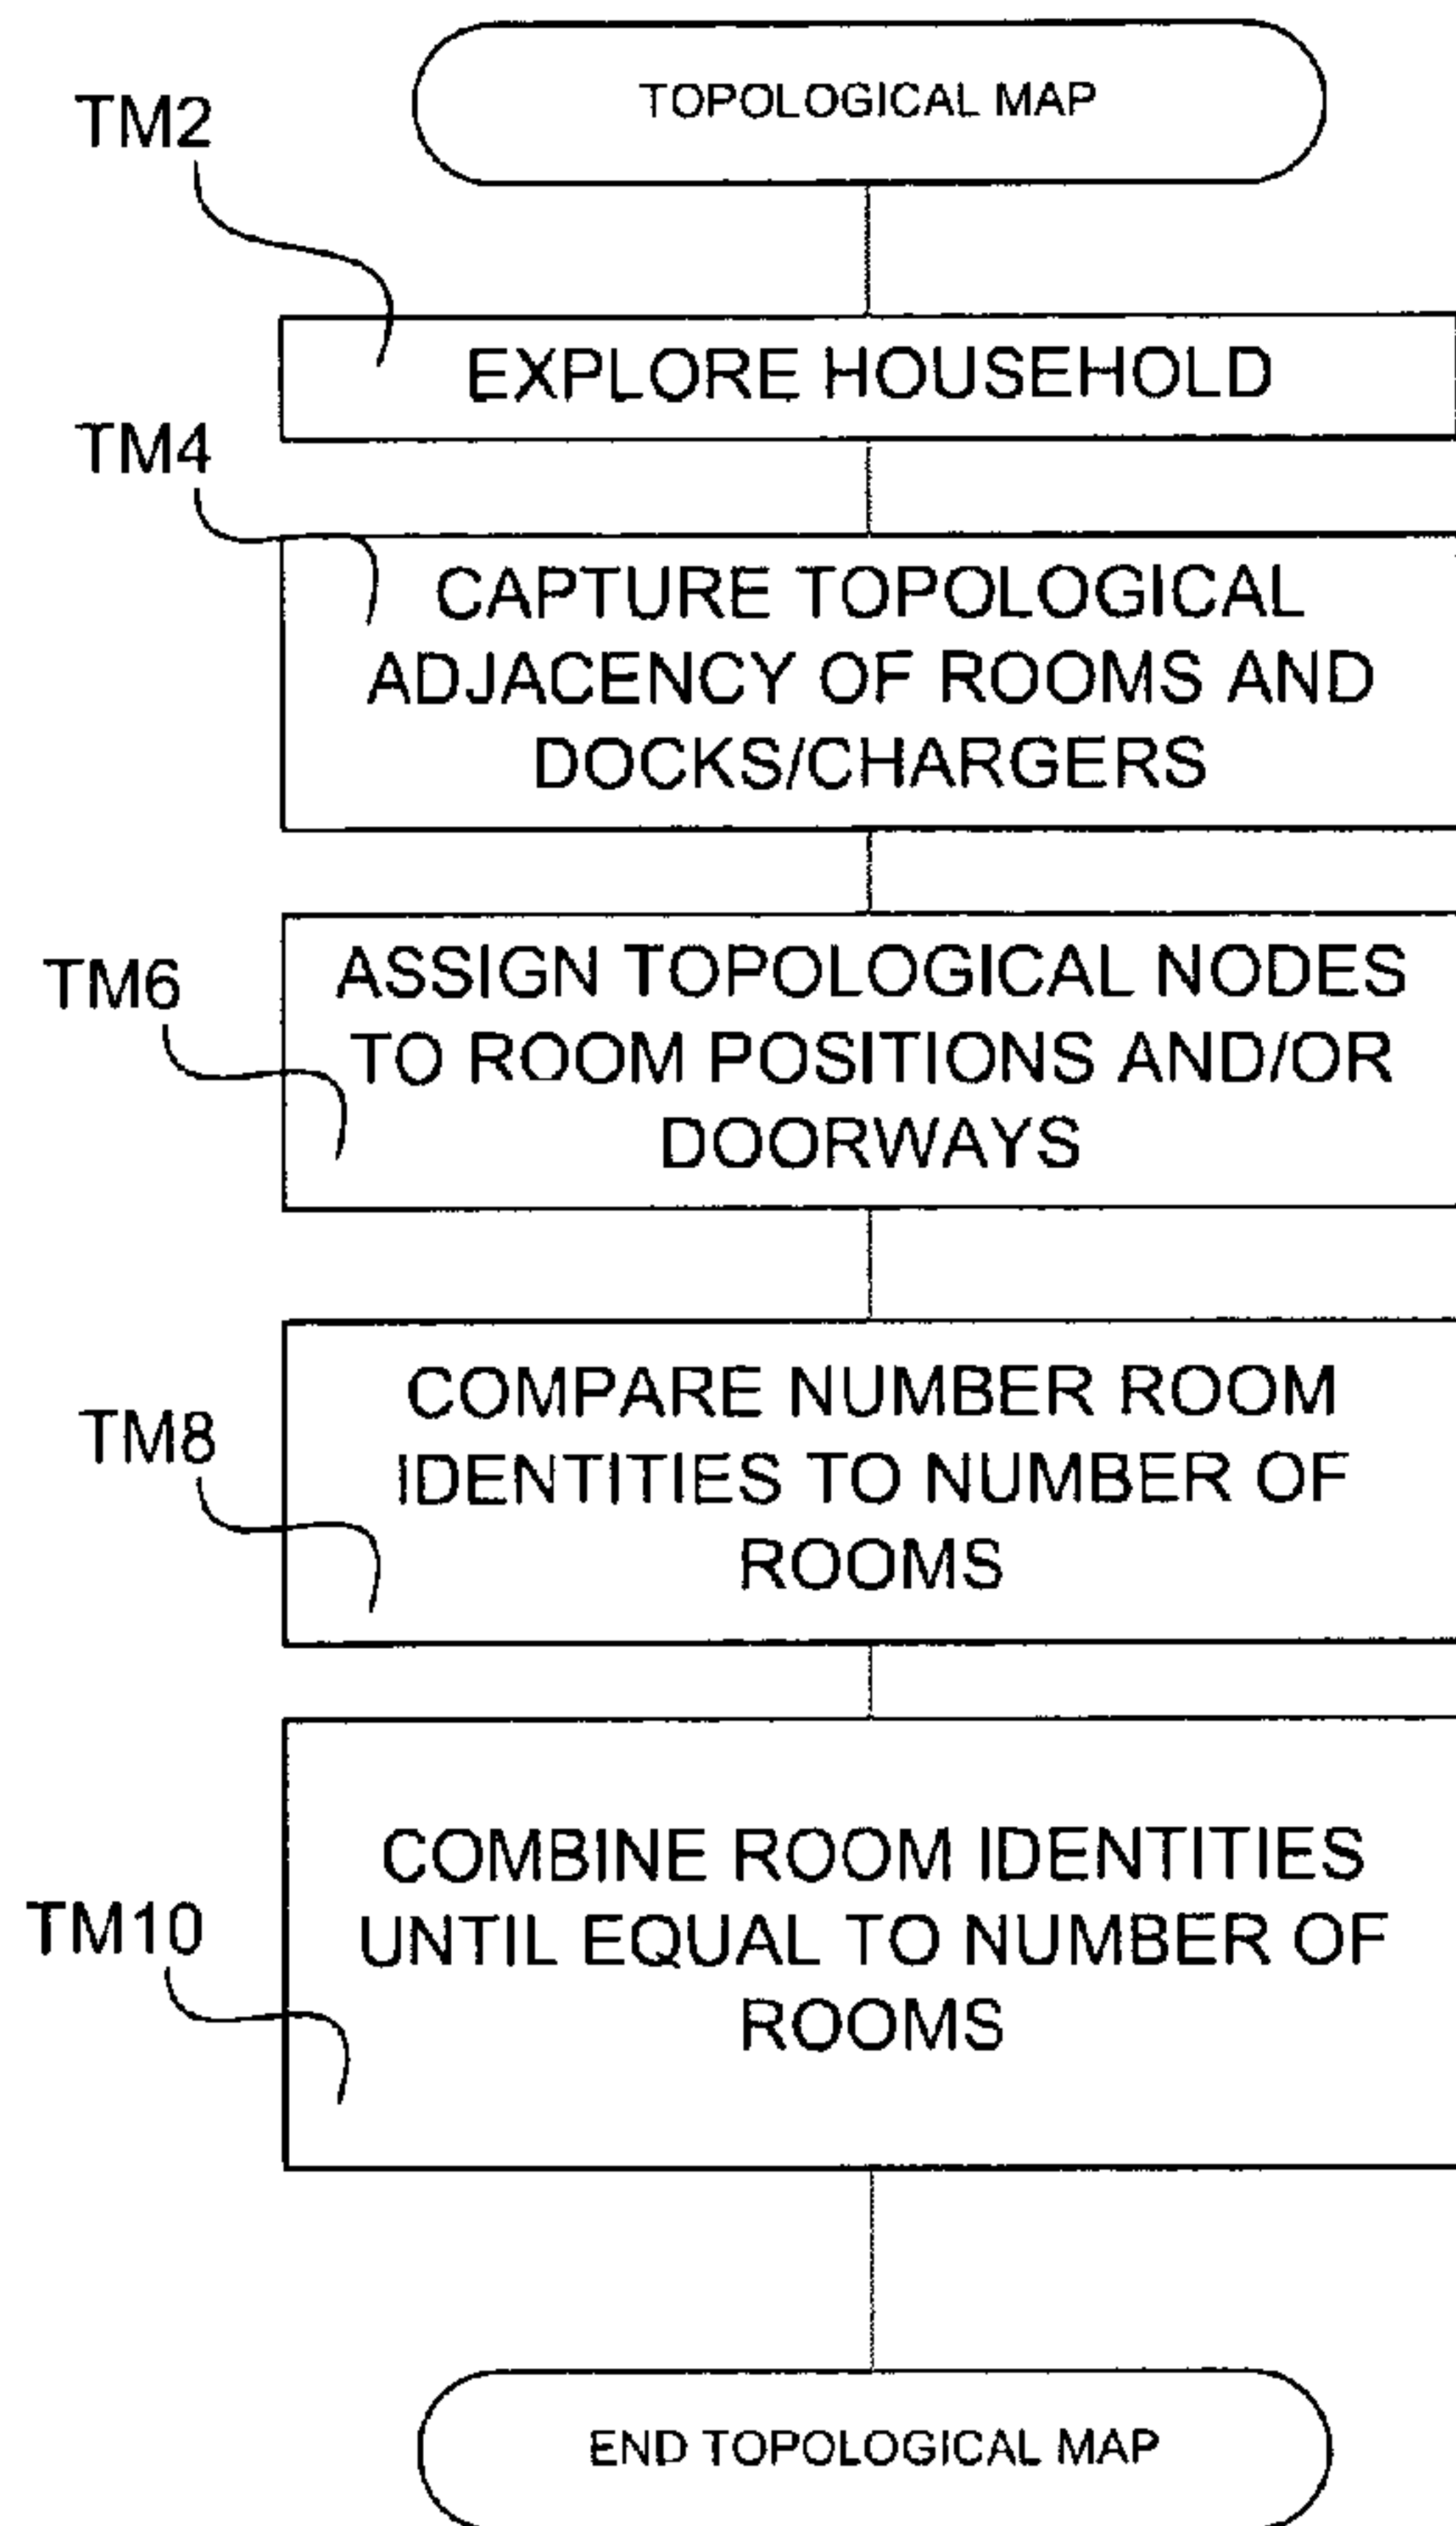 TOPOLOGICAL MAP
TM2
EXPLORE HOUSEHOLD
TM4
CAPTURE TOPOLOGICAL
ADJACENCY OF ROOMS AND
DOCKS/CHARGERS
TM6
ASSIGN TOPOLOGICAL NODES
TO ROOM POSITIONS AND/OR
DOORWAYS
TM8
COMPARE NUMBER ROOM
IDENTITIES TO NUMBER OF
ROOMS
TM10
COMBINE ROOM IDENTITIES
UNTIL EQUAL TO NUMBER OF
ROOMS
END TOPOLOGICAL MAP